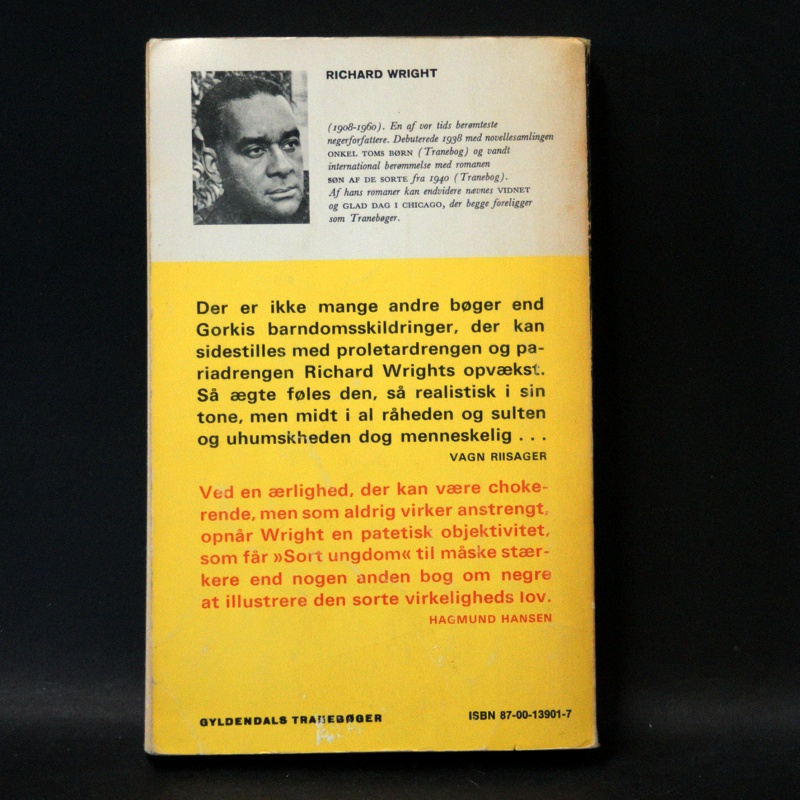 RICHARD WRIGHT
(1908-1960). En af vor tids berømteste
negerforfattere. Debuterede 1938 med novellesamlingen
ONKEL TOMS BØRN (Tranebog) og vandt
international berømmelse med romanen
SØN AF DE SORTE fra 1940 (Tranebog).
Af hans romaner kan endvidere nævnes VIDNET
og GLAD DAG I CHICAGO, der begge foreligger
som Tranebøger.
Der er ikke mange andre bøger end
Gorkis barndomsskildringer, der kan
sidestilles med proletardrengen og pa-
riadrengen Richard Wrights opvækst.
Så ægte føles den, så realistisk i sin
tone, men midt i al råheden og sulten
og uhumskheden dog menneskelig . . .
VAGN RIISAGER
Ved en ærlighed, der kan være choke-
rende, men som aldrig virker anstrengt,
opnår Wright en patetisk objektivitet,
som får »Sort ungdom« til måske stær-
kere end nogen anden bog om negre
at illustrere den sorte virkeligheds lov.
HAGMUND HANSEN
GYLDENDALS TRANEBØGER
ISBN 87-00-13901-7